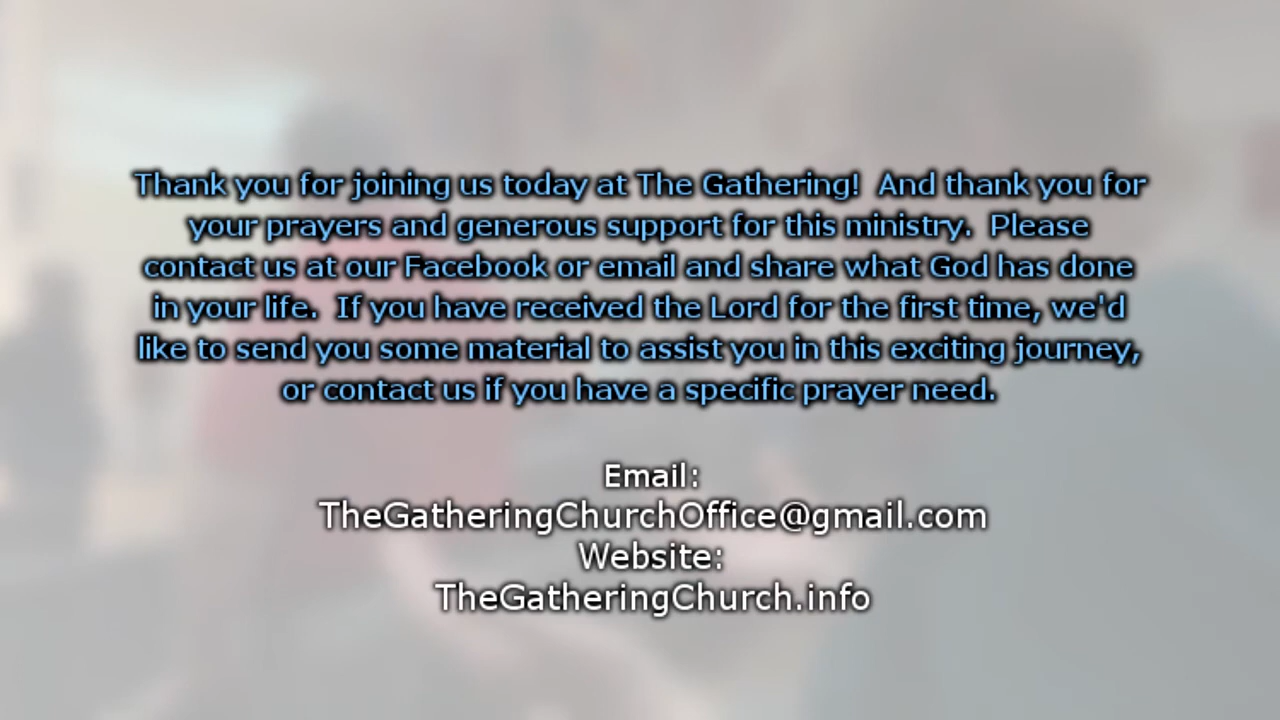 Thank you for joining us today at The Gathering!  And thank you for
your prayers and generous support for this ministry.  Please
contact us at our Facebook or email and share what God has done
in your life.  If you have received the Lord for the first time, we'd
like to send you some material to assist you in this exciting journey,
or contact us if you have a specific prayer need.
Email:
TheGatheringChurchOffice@gmail.com
Website:
TheGatheringChurch.info